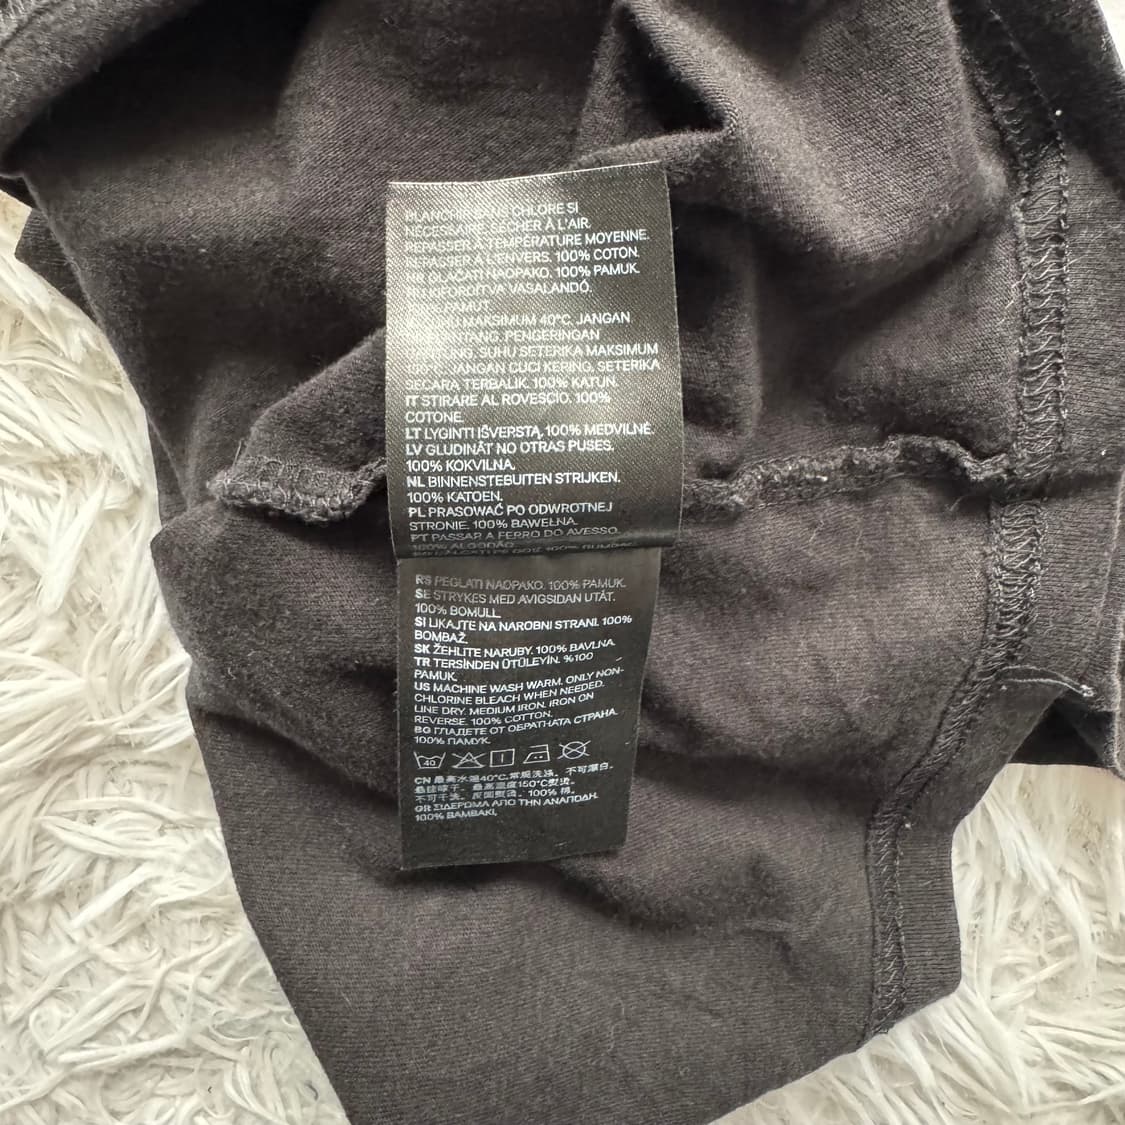 BLANCHIR SANS CHLORE SI
NÉCESSAIRE. SÉCHER À L'AIR.
REPASSER À TEMPÉRATURE MOYENNE.
REPASSER À L'ENVERS. 100% COTON.
HR GLAČATI NAOPAKO. 100% PAMUK.
HU KIFORDÍTVA VASALANDÓ.
PAMUT.
MAKSIMUM 40°C. JANGAN
PENGERINGAN
SUHU SETERIKA MAKSIMUM
JANGAN CUCI KERING. SETERIKA
SECARA TERBALIK. 100% KATUN.
IT STIRARE AL ROVESCIO. 100%
COTONE.
LT LYGINTI IŠVERSTĄ. 100% MEDVILNĖ.
LV GLUDINĀT NO OTRAS PUSES.
100% KOKVILNA.
NL BINNENSTEBUITEN STRIJKEN.
100% KATOEN.
PL PRASOWAĆ PO ODWROTNEJ
STRONIE. 100% BAWEŁNA.
PT PASSAR A FERRO DO AVESSO.
100% ALGODÃO.
RS PEGLATI NAOPAKO. 100% PAMUK.
SE STRYKES MED AVIGSIDAN UTÅT.
100% BOMULL.
SI LIKAJTE NA NAROBNI STRANI. 100%
BOMBAŽ.
SK ŽEHLITE NARUBY. 100% BAVLNA.
TR TERSİNDEN ÜTÜLEYİN. %100
PAMUK.
US MACHINE WASH WARM. ONLY NON-
CHLORINE BLEACH WHEN NEEDED.
LINE DRY. MEDIUM IRON. IRON ON
REVERSE. 100% COTTON.
BG ГЛАДЕТЕ ОТ ОБРАТНАТА СТРАНА.
100% ПАМУК.
40
CN 最高水温40°C,常规洗涤。不可漂白。
悬挂晾干。最高温度150°C熨烫。
不可干洗。反面熨烫。100% 棉。
GR ΣΙΔΕΡΩΜΑ ΑΠΟ ΤΗΝ ΑΝΑΠΟΔΗ.
100% ΒΑΜΒΑΚΙ.